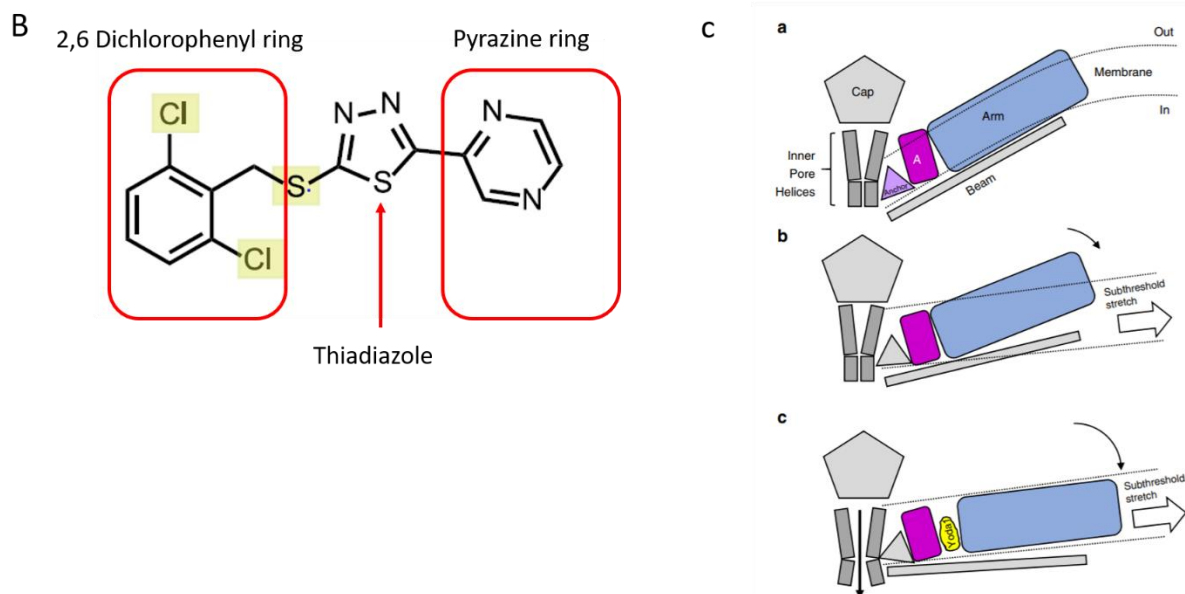 B
2,6 Dichlorophenyl ring
Pyrazine ring
Cl
N
N
N
S:
S
N
Cl
Thiadiazole
C
a
Out
Membrane
In
Cap
Arm
A
Inner
Pore
Helices
Anchor
Beam
b
Subthreshold
stretch
c
Yoda1
Subthreshold
stretch